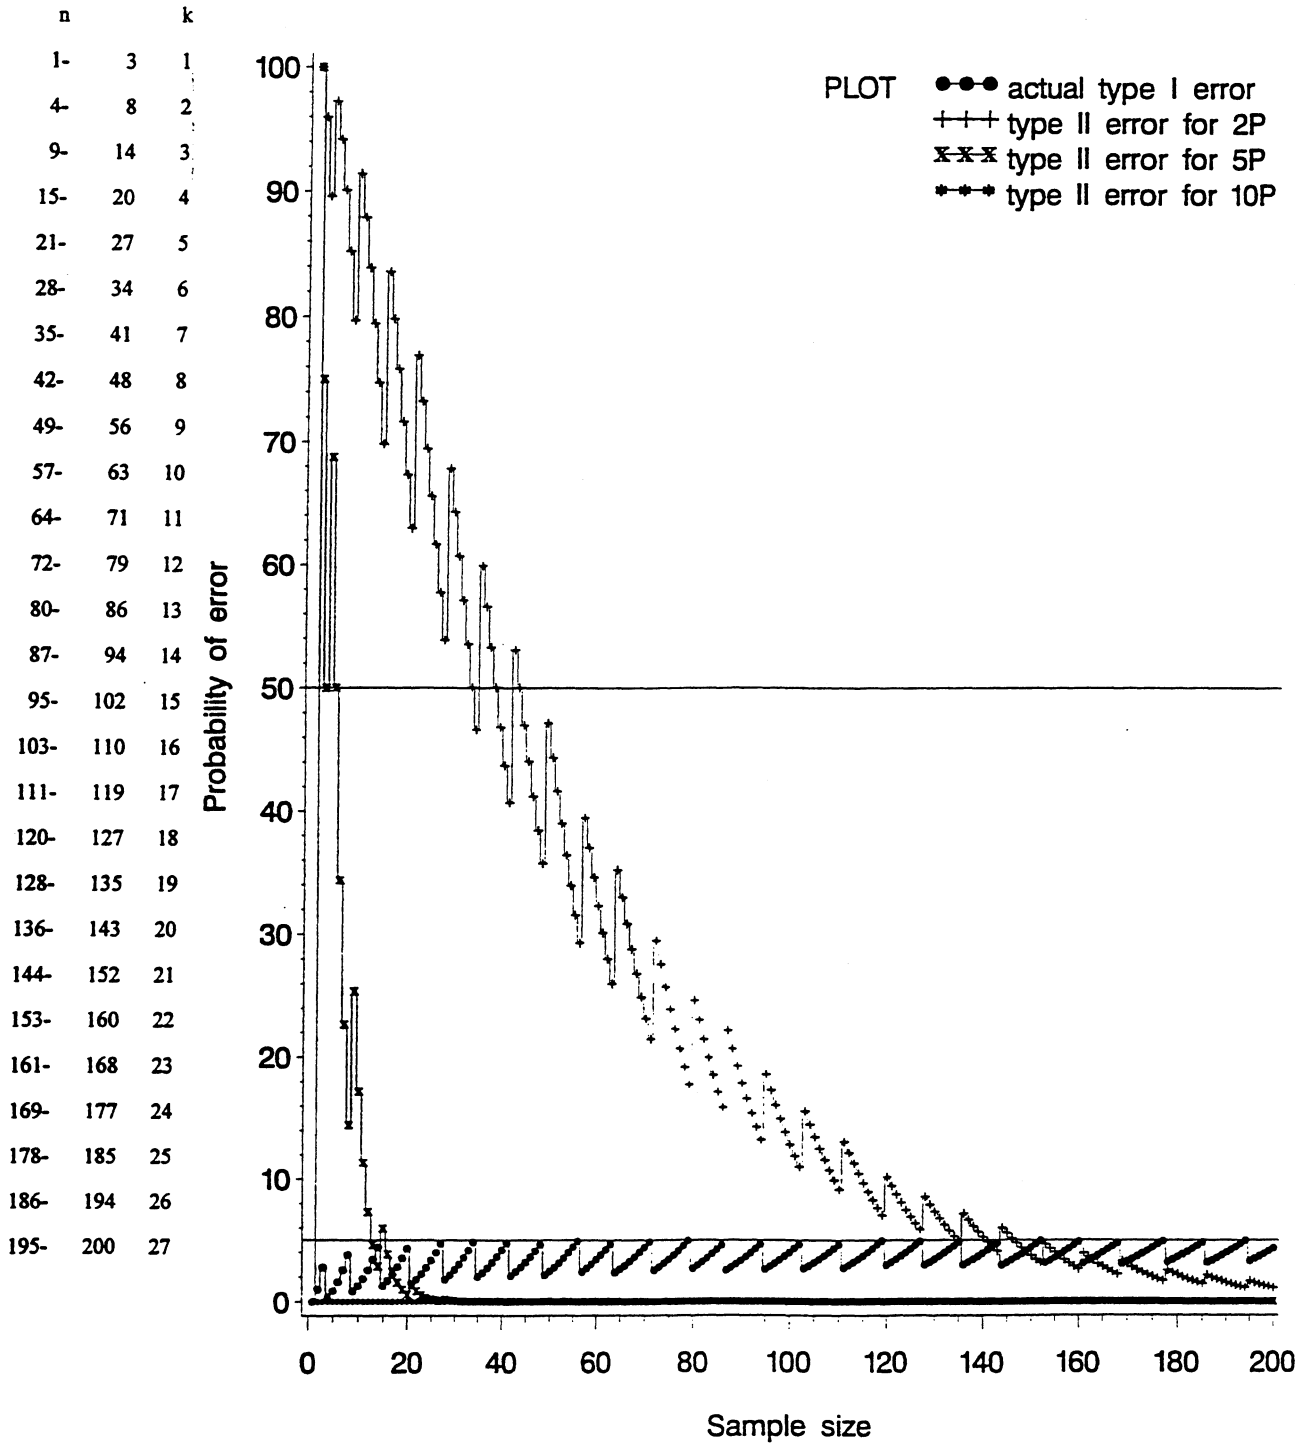 n k
1- 3 1
4- 8 2
9- 14 3
15- 20 4
21- 27 5
28- 34 6
35- 41 7
42- 48 8
49- 56 9
57- 63 10
64- 71 11
72- 79 12
80- 86 13
87- 94 14
95- 102 15
103- 110 16
111- 119 17
120- 127 18
128- 135 19
136- 143 20
144- 152 21
153- 160 22
161- 168 23
169- 177 24
178- 185 25
186- 194 26
195- 200 27
Probability of error
100
90
80
70
60
50
40
30
20
10
0
PLOT
actual type I error
type II error for 2P
type II error for 5P
type II error for 10P
0 20 40 60 80 100 120 140 160 180 200
Sample size